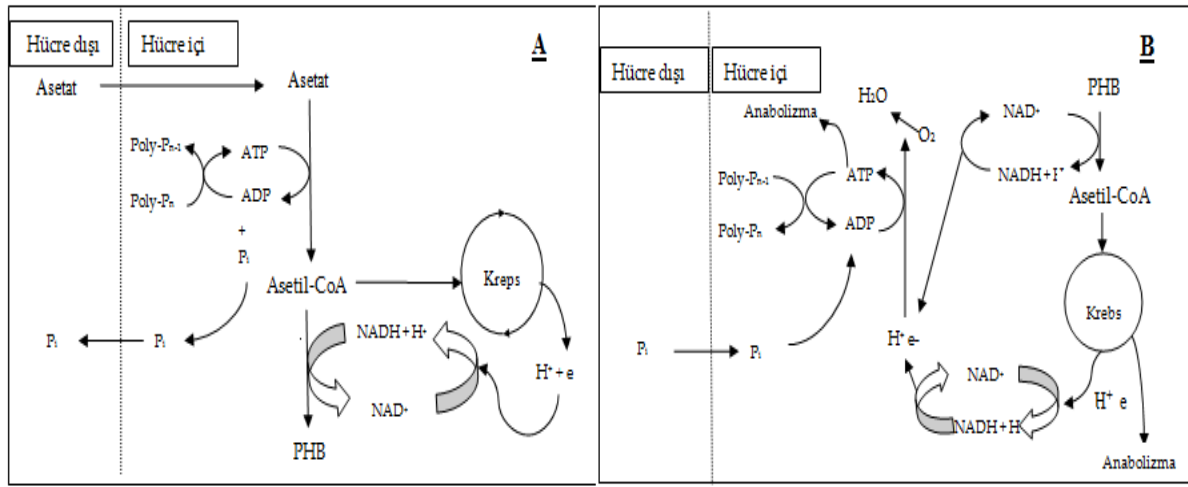 A
Hücre dışı
Hücre içi
Asetat
Asetat
Poly-Pₙ₋₁
ATP
Poly-Pₙ
ADP
+
Pᵢ
Asetil-CoA
Kreps
Pᵢ
Pᵢ
NADH + H⁺
H⁺ + e
NAD⁺
PHB
B
Hücre dışı
Hücre içi
H₂O
PHB
Anabolizma
O₂
NAD⁺
Poly-Pₙ₋₁
ATP
NADH + H⁺
Asetil-CoA
Poly-Pₙ
ADP
Krebs
Pᵢ
Pᵢ
H⁺ e-
NAD⁺
H⁺ e
NADH + H
Anabolizma